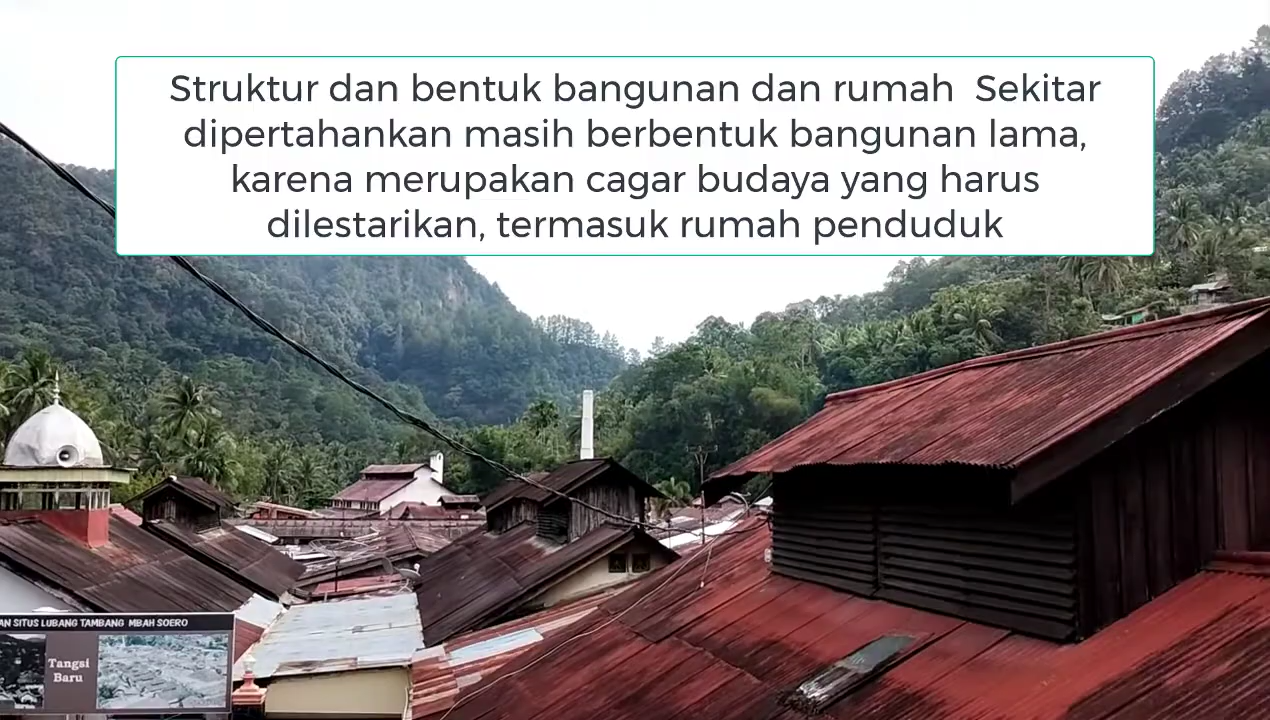 Struktur dan bentuk bangunan dan rumah Sekitar
dipertahankan masih berbentuk bangunan lama,
karena merupakan cagar budaya yang harus
dilestarikan, termasuk rumah penduduk
AN SITUS LUBANG TAMBANG MBAH SOERO
Tangsi
Baru